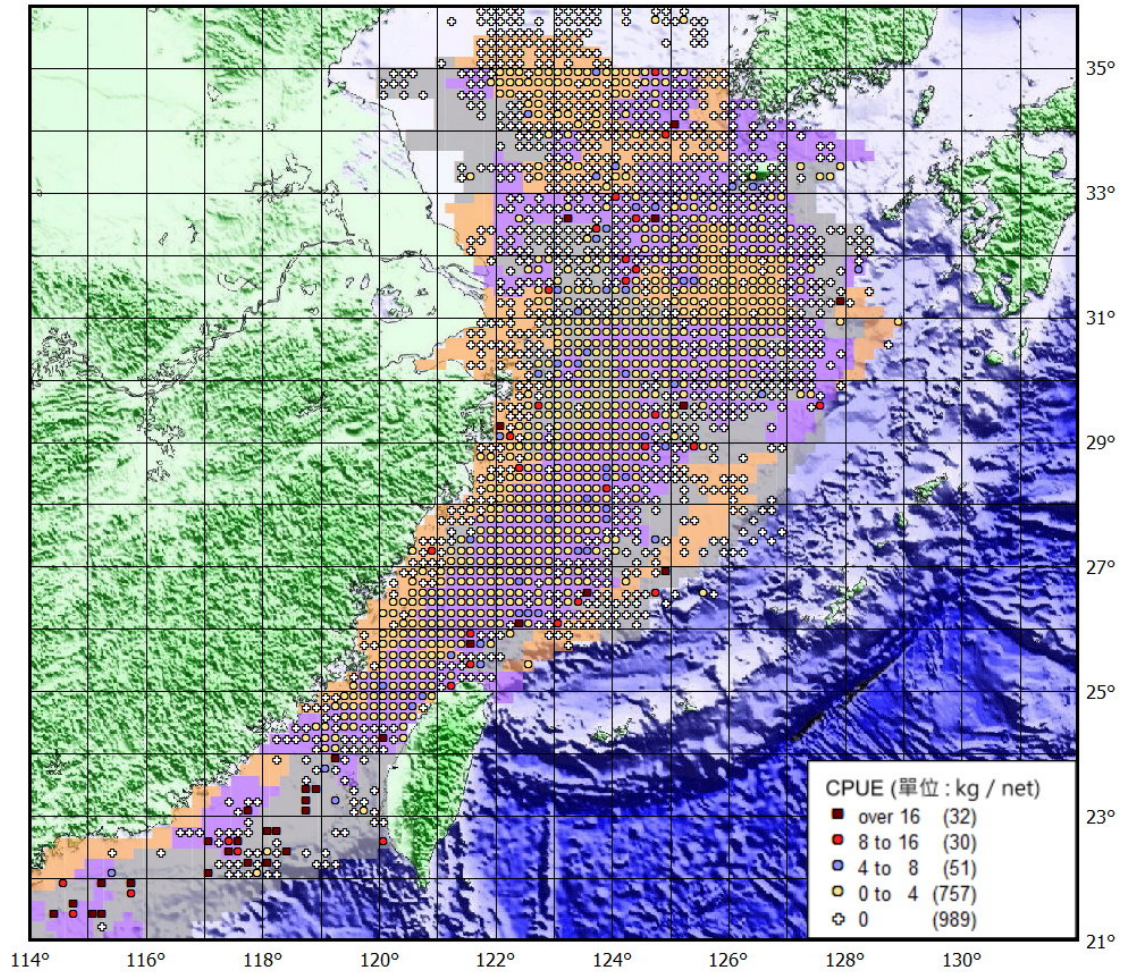 35°
33°
31°
29°
27°
25°
23°
21°
CPUE (單位 : kg / net)
over 16 (32)
8 to 16 (30)
4 to 8 (51)
0 to 4 (757)
0 (989)
114° 116° 118° 120° 122° 124° 126° 128° 130°